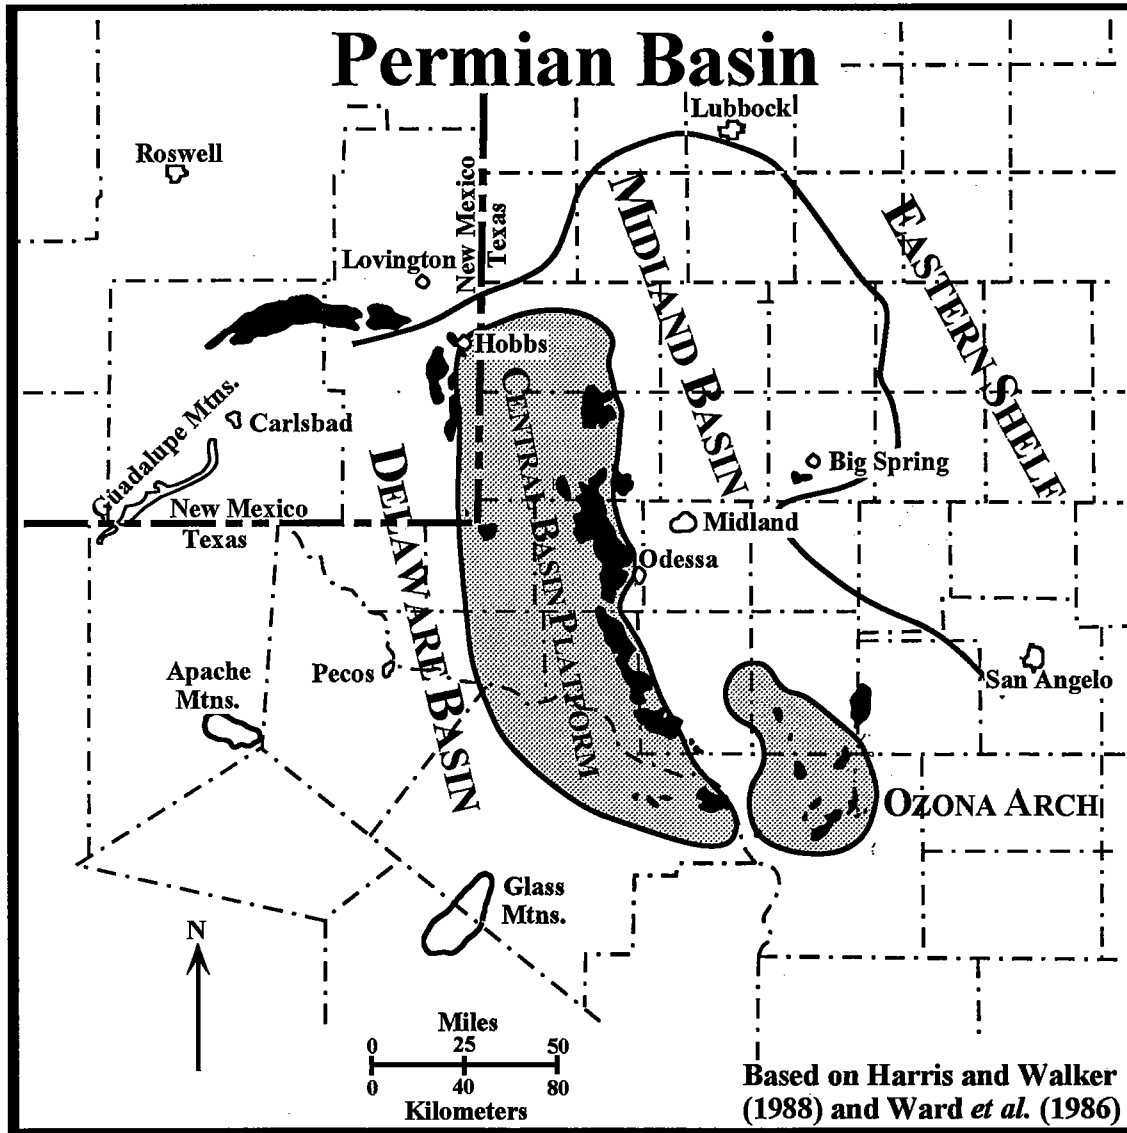 Permian Basin
Lubbock
Roswell
New Mexico
Texas
MIDLAND BASIN
EASTERN SHELF
Lovington
Hobbs
CENTRAL BASIN PLATFORM
Guadalupe Mtns.
Carlsbad
DELAWARE BASIN
Big Spring
New Mexico
Texas
Midland
Odessa
Apache
Mtns.
Pecos
San Angelo
OZONA ARCH
Glass
Mtns.
N
Miles
0 25 50
0 40 80
Kilometers
Based on Harris and Walker
(1988) and Ward et al. (1986)